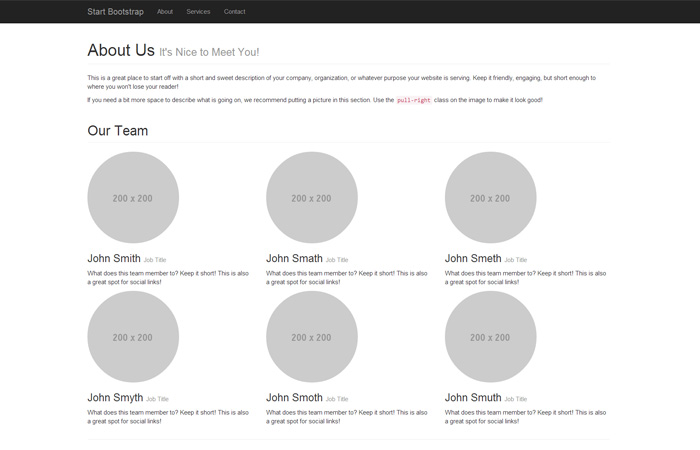 Start Bootstrap About Services Contact
About Us It's Nice to Meet You!
This is a great place to start off with a short and sweet description of your company, organization, or whatever purpose your website is serving. Keep it friendly, engaging, but short enough to
where you won't lose your reader!
If you need a bit more space to describe what is going on, we recommend putting a picture in this section. Use the pull-right class on the image to make it look good!
Our Team
200 x 200 200 x 200 200 x 200
John Smith Job Title
What does this team member to? Keep it short! This is also
a great spot for social links!
John Smath Job Title
What does this team member to? Keep it short! This is also
a great spot for social links!
John Smeth Job Title
What does this team member to? Keep it short! This is also
a great spot for social links!
200 x 200 200 x 200 200 x 200
John Smyth Job Title
What does this team member to? Keep it short! This is also
a great spot for social links!
John Smoth Job Title
What does this team member to? Keep it short! This is also
a great spot for social links!
John Smuth Job Title
What does this team member to? Keep it short! This is also
a great spot for social links!